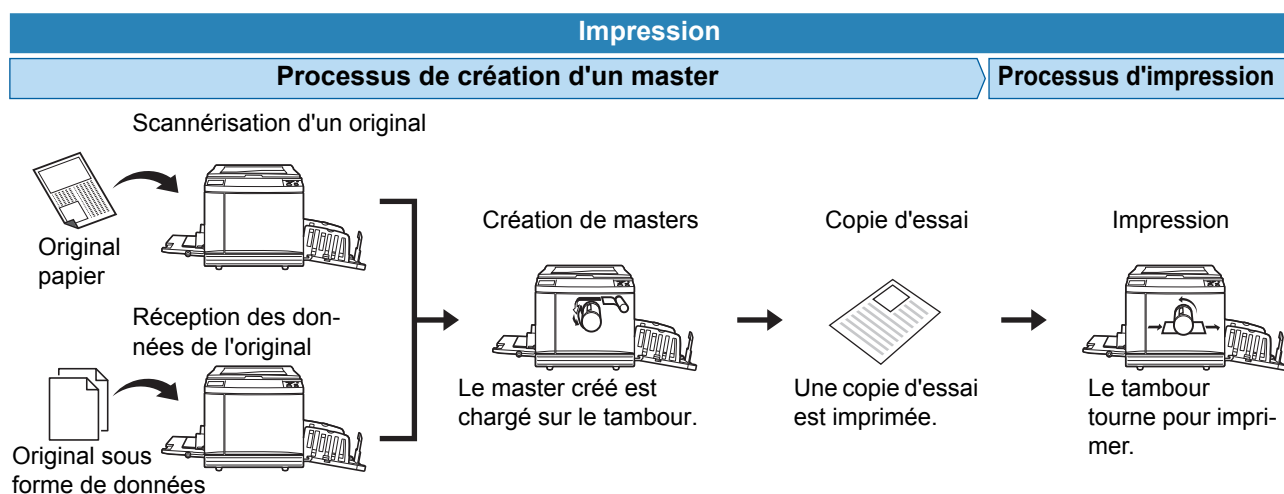 Impression
Processus de création d'un master
Processus d'impression
Scannérisation d'un original
Original
papier
Réception des don-
nées de l'original
Original sous
forme de données
Création de masters
Le master créé est
chargé sur le tambour.
Copie d'essai
Une copie d'essai
est imprimée.
Impression
Le tambour
tourne pour impri-
mer.